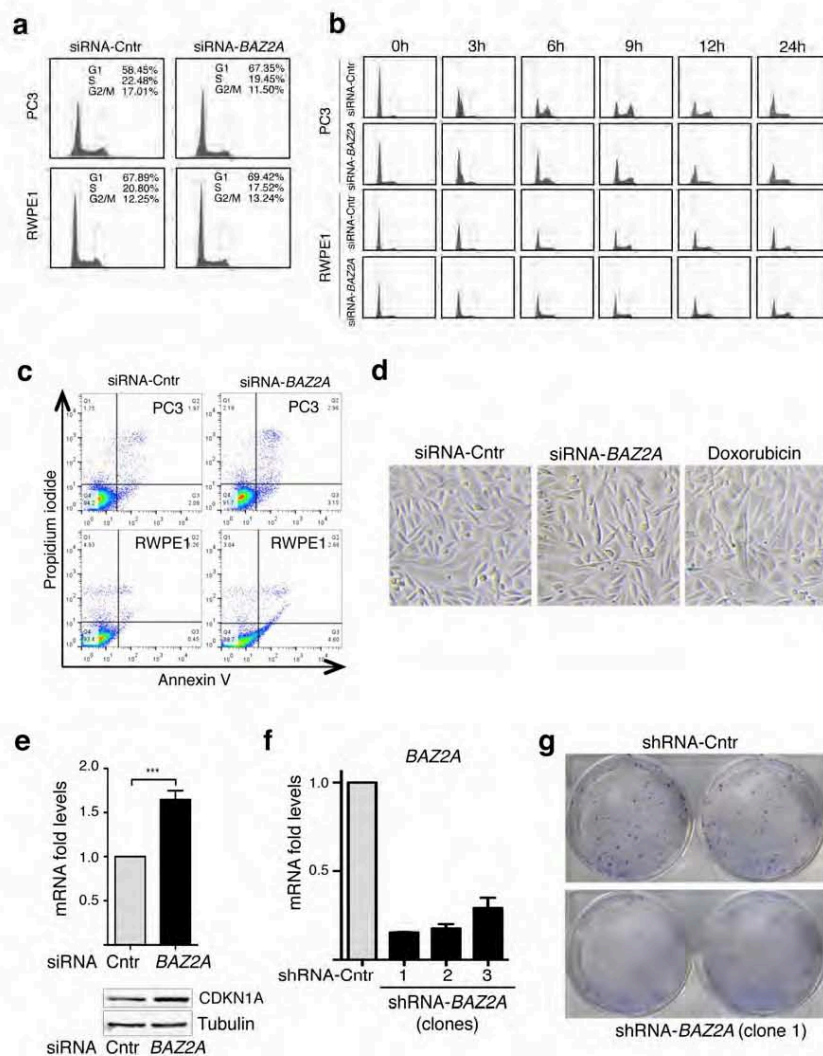 a
siRNA-Cntr siRNA-BAZ2A
PC3
G1 58.45%
S 22.48%
G2/M 17.01%
G1 67.35%
S 19.45%
G2/M 11.50%
RWPE1
G1 67.89%
S 20.80%
G2/M 12.25%
G1 69.42%
S 17.52%
G2/M 13.24%
b
0h 3h 6h 9h 12h 24h
PC3
siRNA-Cntr
siRNA-BAZ2A
RWPE1
siRNA-Cntr
siRNA-BAZ2A
c
siRNA-Cntr siRNA-BAZ2A
PC3 PC3
RWPE1 RWPE1
Propidium iodide
Annexin V
d
siRNA-Cntr siRNA-BAZ2A Doxorubicin
e
mRNA fold levels
2.0
1.5
1.0
0.5
***
siRNA Cntr BAZ2A
CDKN1A
Tubulin
siRNA Cntr BAZ2A
f
BAZ2A
mRNA fold levels
1.0
0.5
shRNA-Cntr 1 2 3
shRNA-BAZ2A
(clones)
g
shRNA-Cntr
shRNA-BAZ2A (clone 1)